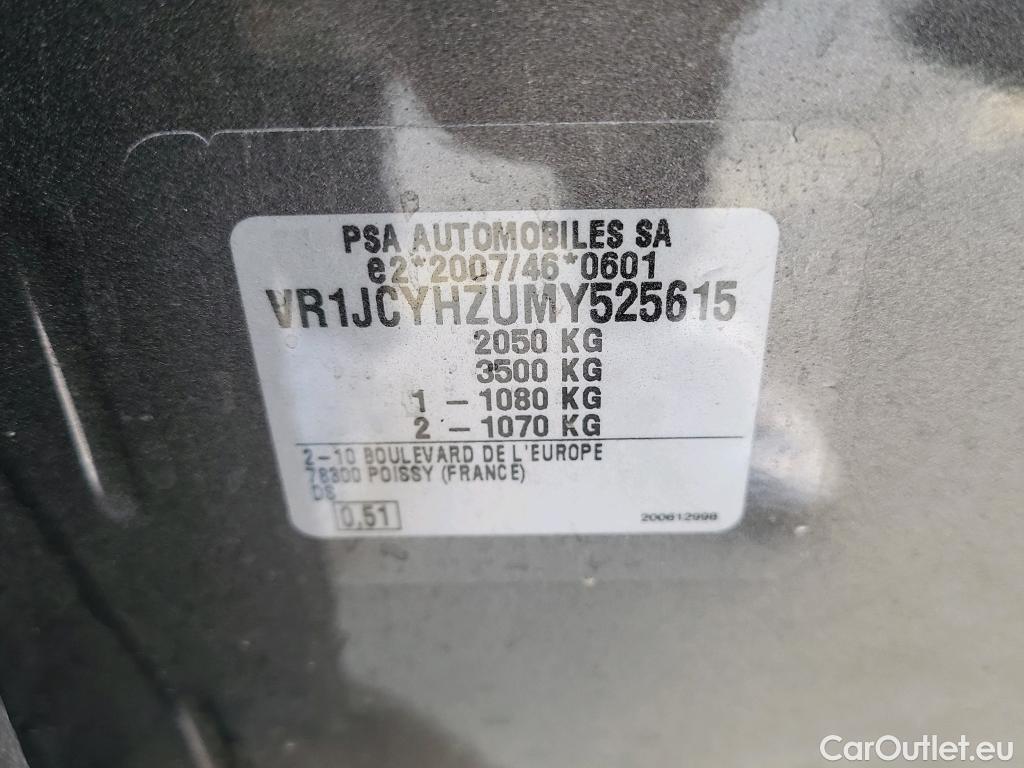 PSA AUTOMOBILES SA
e2*2007/46*0601
VR1JCYHZUMY525615
2050 KG
3500 KG
1 - 1080 KG
2 - 1070 KG
2-10 BOULEVARD DE L'EUROPE
78300 POISSY (FRANCE)
DS
0,51
200612998
CarOutlet.eu